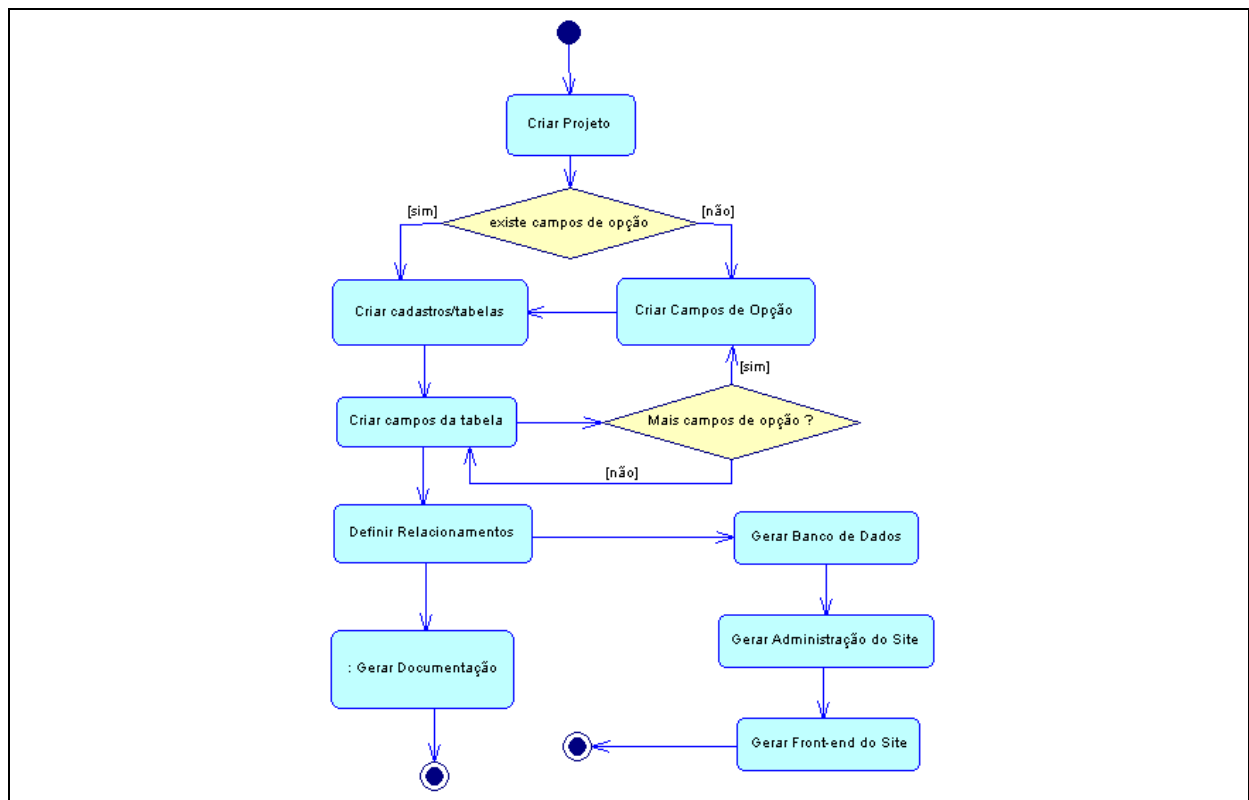 Criar Projeto
[sim]
[não]
existe campos de opção
Criar cadastros/tabelas
Criar Campos de Opção
[sim]
Criar campos da tabela
Mais campos de opção ?
[não]
Definir Relacionamentos
Gerar Banco de Dados
Gerar Administração do Site
: Gerar Documentação
Gerar Front-end do Site